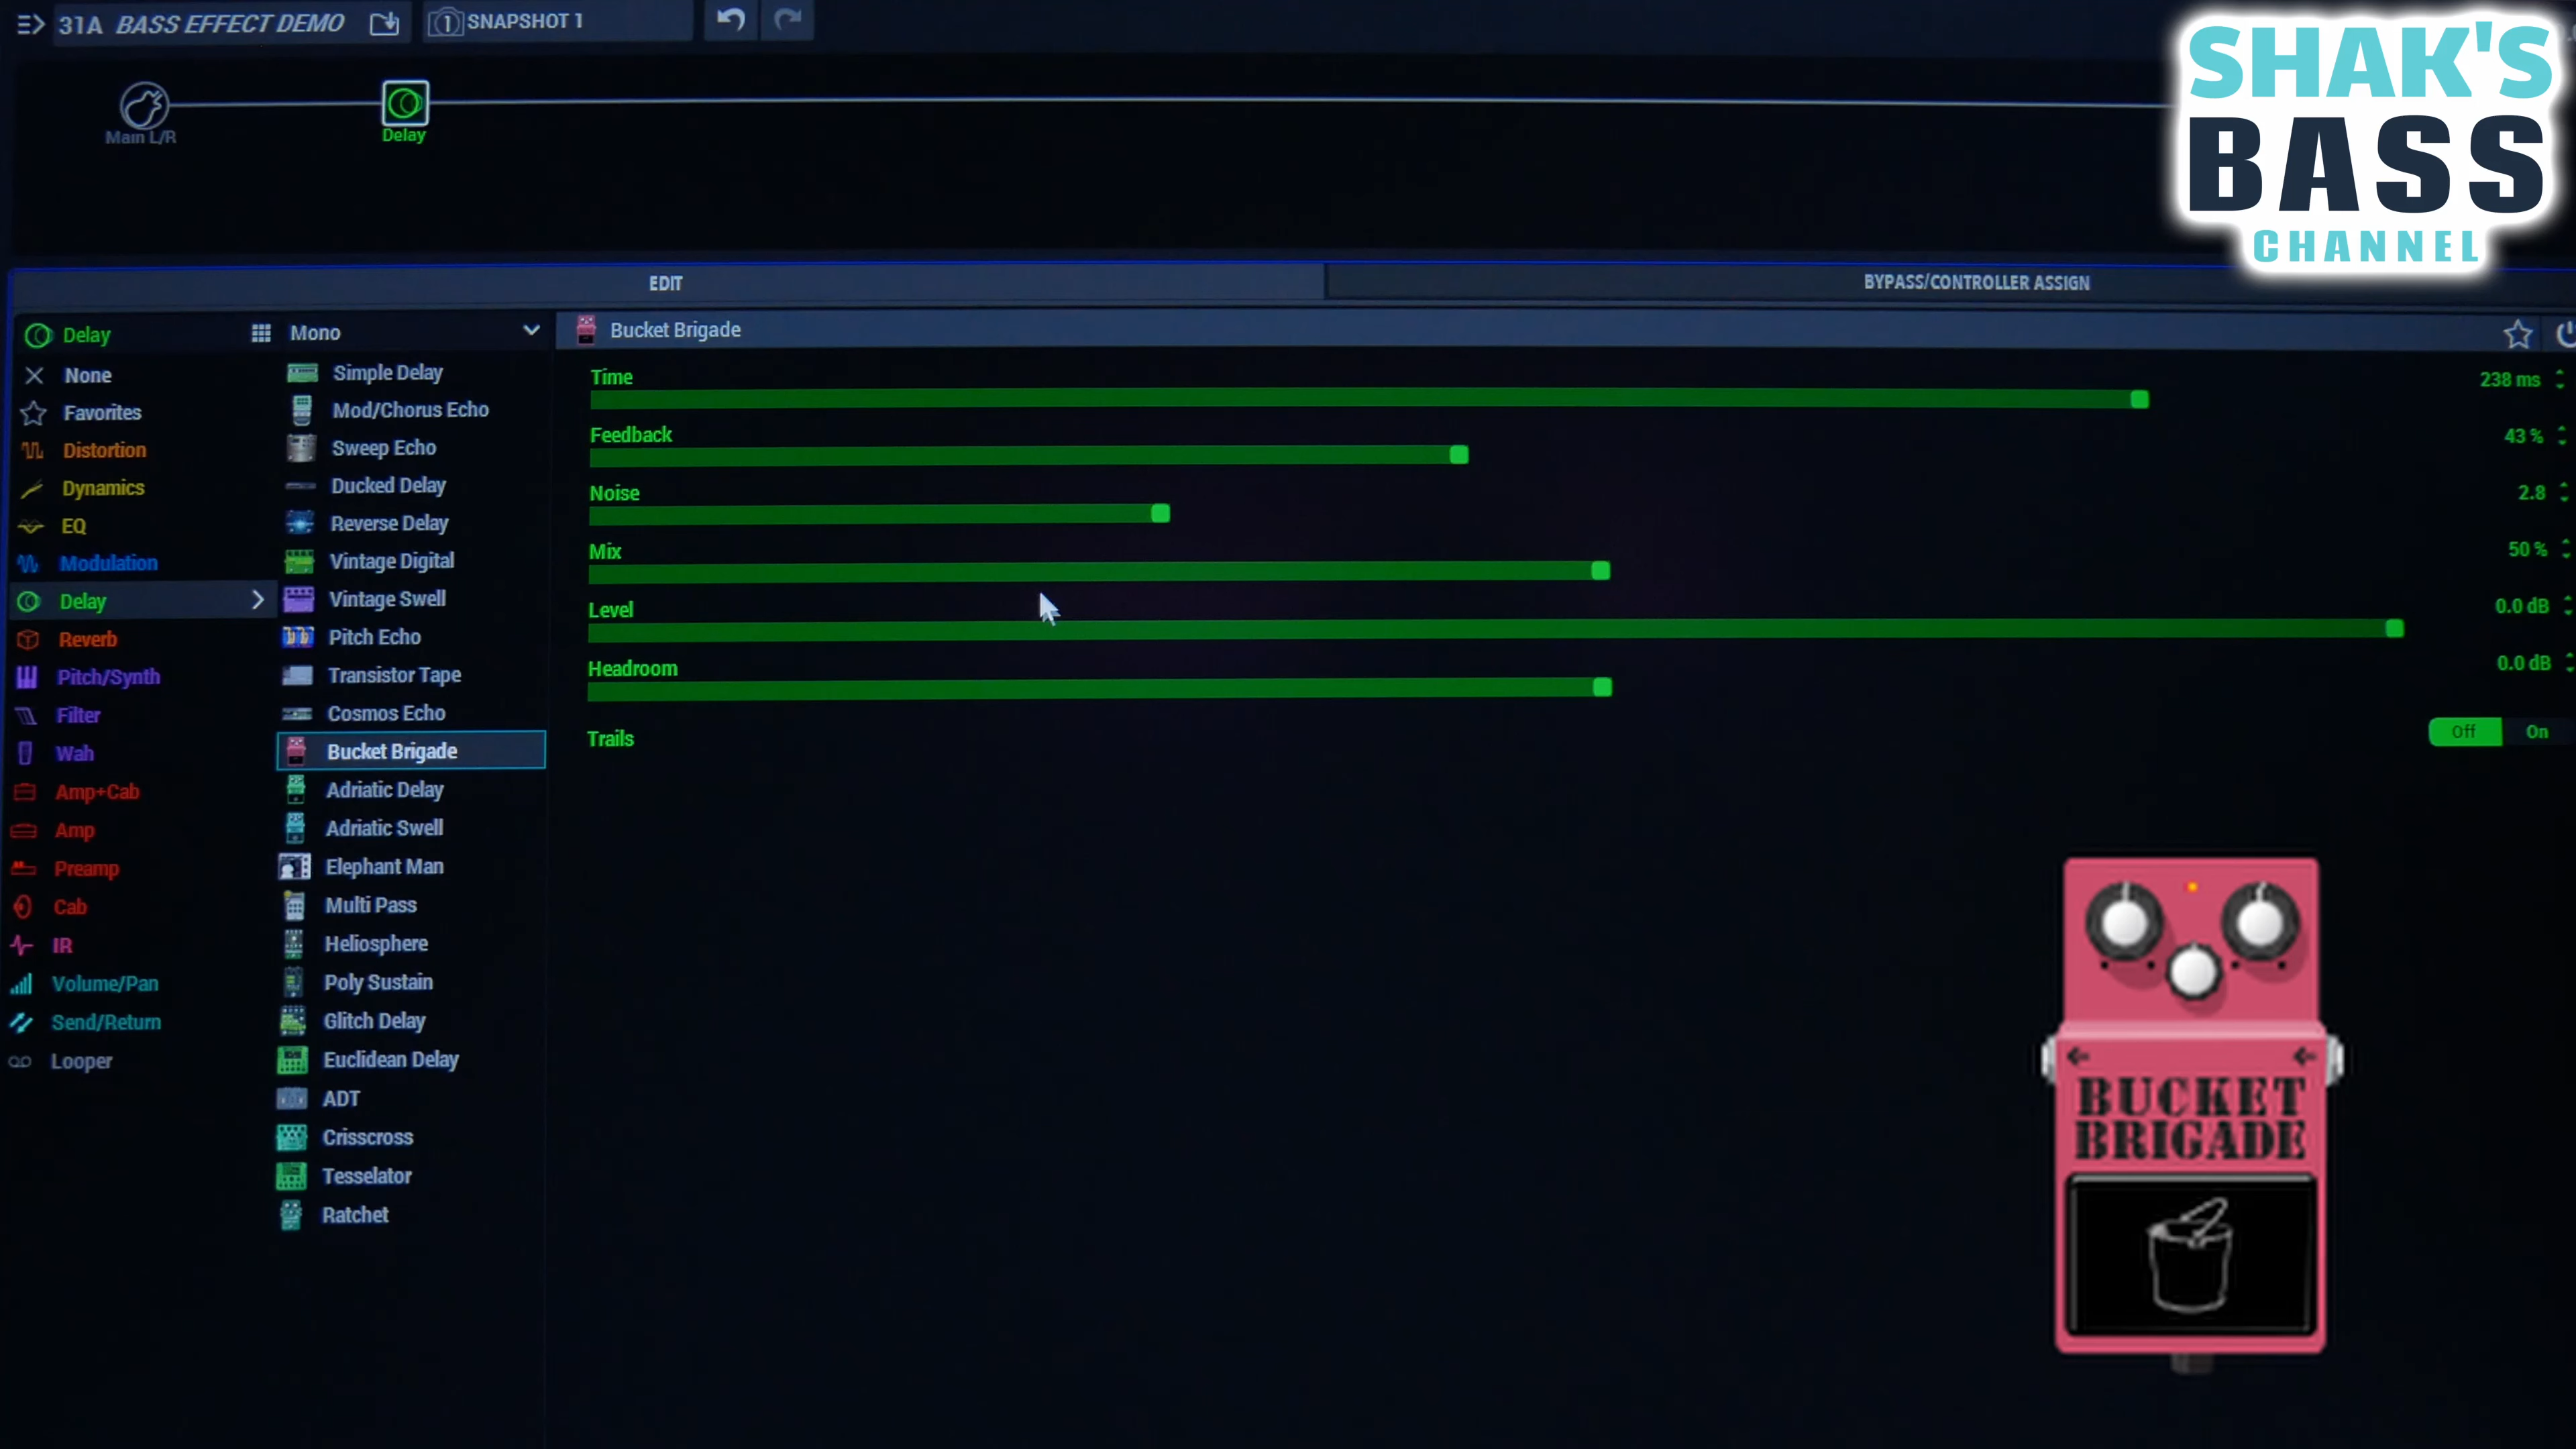 31A BASS EFFECT DEMO
SNAPSHOT 1
SHAK'S
BASS
CHANNEL
Main L/R
Delay
EDIT
BYPASS/CONTROLLER ASSIGN
Delay
Mono
Bucket Brigade
None
Favorites
Distortion
Dynamics
EQ
Modulation
Delay
Reverb
Pitch/Synth
Filter
Wah
Amp+Cab
Amp
Preamp
Cab
IR
Volume/Pan
Send/Return
Looper
Simple Delay
Mod/Chorus Echo
Sweep Echo
Ducked Delay
Reverse Delay
Vintage Digital
Vintage Swell
Pitch Echo
Transistor Tape
Cosmos Echo
Bucket Brigade
Adriatic Delay
Adriatic Swell
Elephant Man
Multi Pass
Heliosphere
Poly Sustain
Glitch Delay
Euclidean Delay
ADT
Crisscross
Tesselator
Ratchet
Time 238 ms
Feedback 43 %
Noise 2.8
Mix 50 %
Level 0.0 dB
Headroom 0.0 dB
Trails Off On
BUCKET
BRIGADE